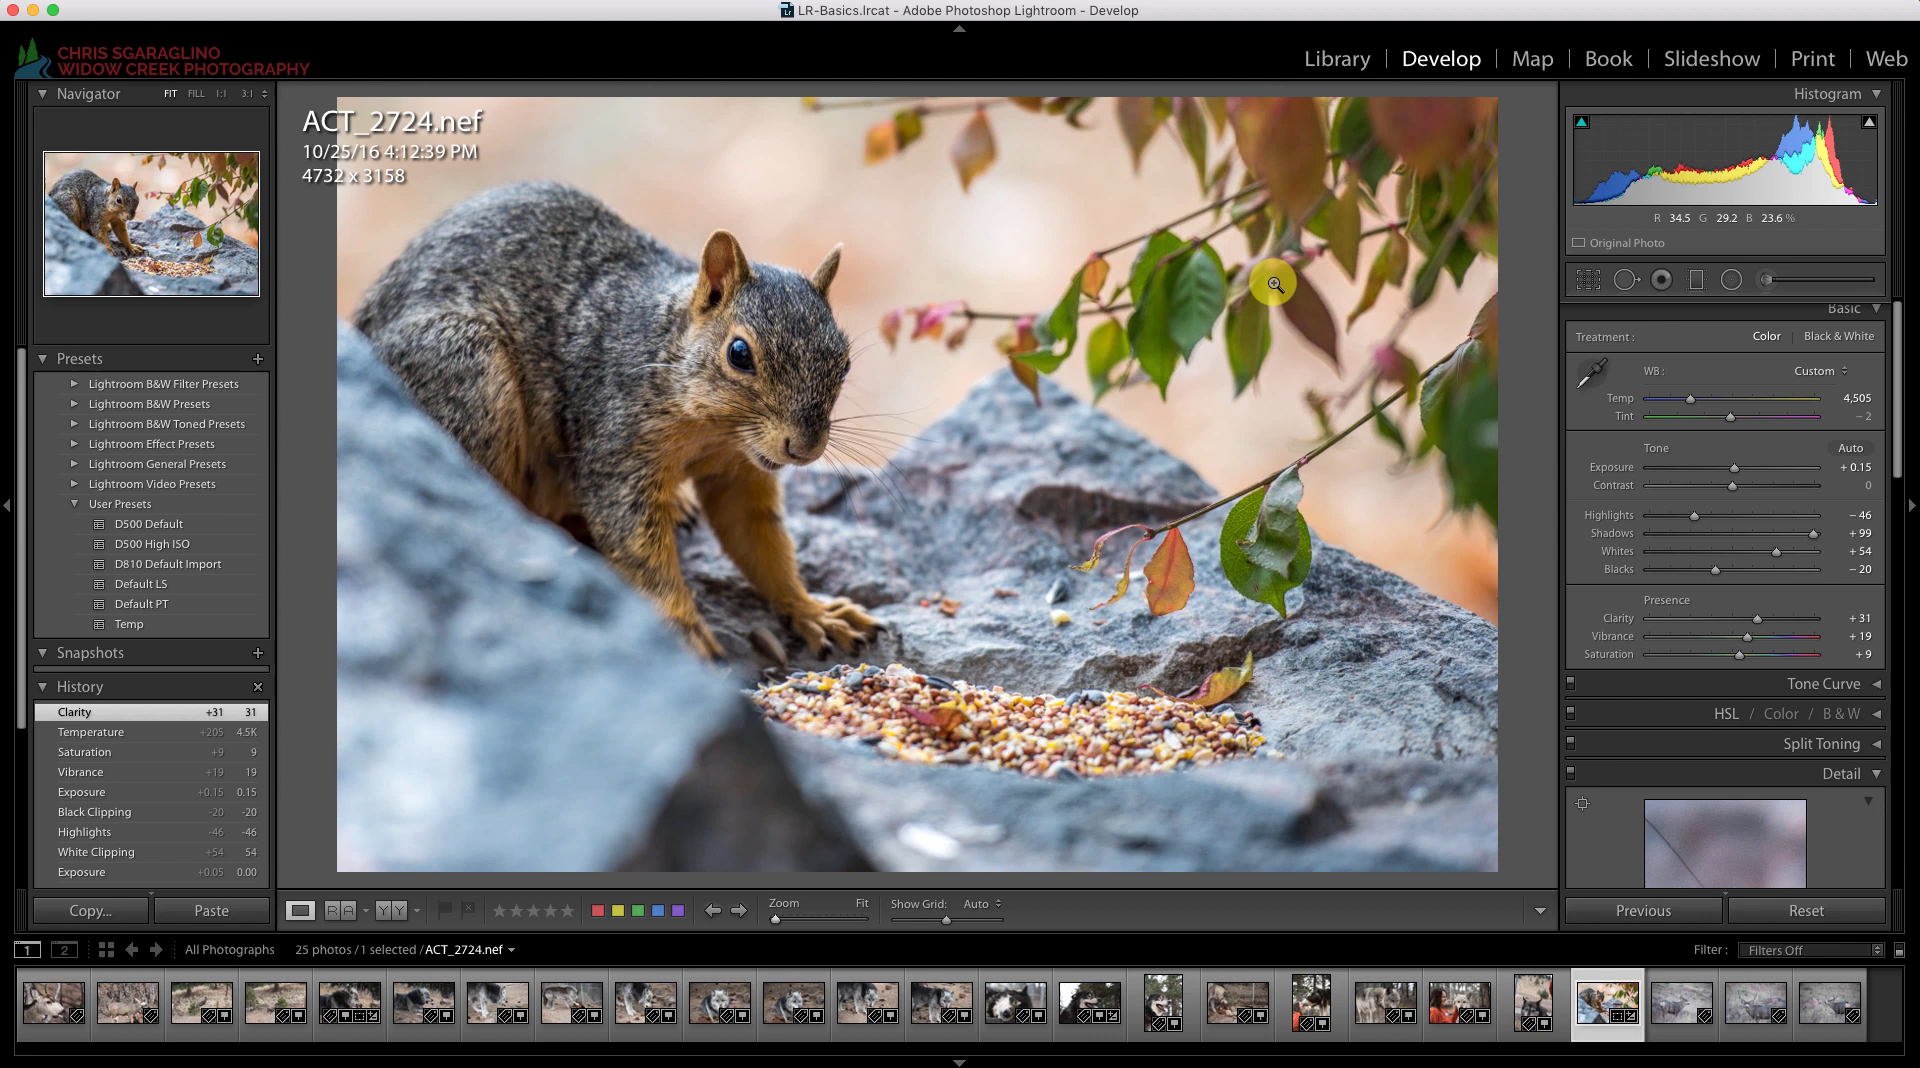 LR-Basics.lrcat - Adobe Photoshop Lightroom - Develop
CHRIS SGARAGLINO
WIDOW CREEK PHOTOGRAPHY
Library | Develop | Map | Book | Slideshow | Print | Web
Navigator FIT FILL 1:1 3:1
ACT_2724.nef
10/25/16 4:12:39 PM
4732 x 3158
Presets +
Lightroom B&W Filter Presets
Lightroom B&W Presets
Lightroom B&W Toned Presets
Lightroom Effect Presets
Lightroom General Presets
Lightroom Video Presets
User Presets
D500 Default
D500 High ISO
D810 Default Import
Default LS
Default PT
Temp
Snapshots +
History ×
Clarity +31 31
Temperature +205 4.5K
Saturation +9 9
Vibrance +19 19
Exposure +0.15 0.15
Black Clipping -20 -20
Highlights -46 -46
White Clipping +54 54
Exposure +0.05 0.00
Copy... Paste
Histogram
R 34.5 G 29.2 B 23.6 %
Original Photo
Basic
Treatment : Color | Black & White
WB : Custom
Temp 4,505
Tint - 2
Tone Auto
Exposure + 0.15
Contrast 0
Highlights - 46
Shadows + 99
Whites + 54
Blacks - 20
Presence
Clarity + 31
Vibrance + 19
Saturation + 9
Tone Curve
HSL / Color / B & W
Split Toning
Detail
Previous Reset
R A Y Y Zoom Fit Show Grid: Auto
1 2 All Photographs 25 photos / 1 selected / ACT_2724.nef
Filter : Filters Off